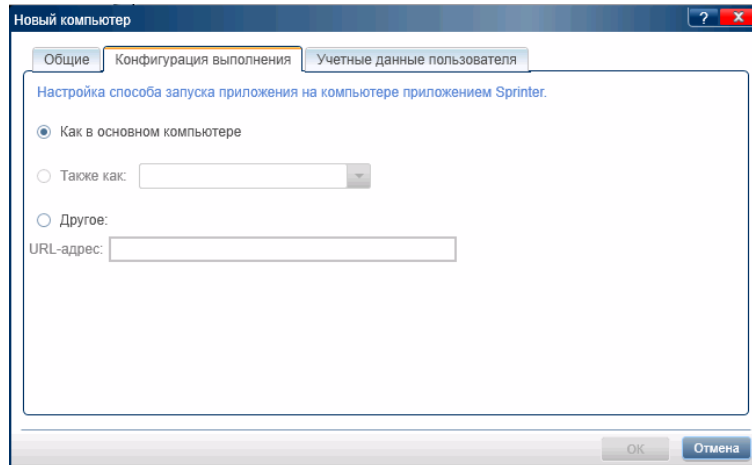 Новый компьютер
?
X
Общие
Конфигурация выполнения
Учетные данные пользователя
Настройка способа запуска приложения на компьютере приложением Sprinter.
Как в основном компьютере
Также как:
Другое:
URL-адрес:
ОК
Отмена